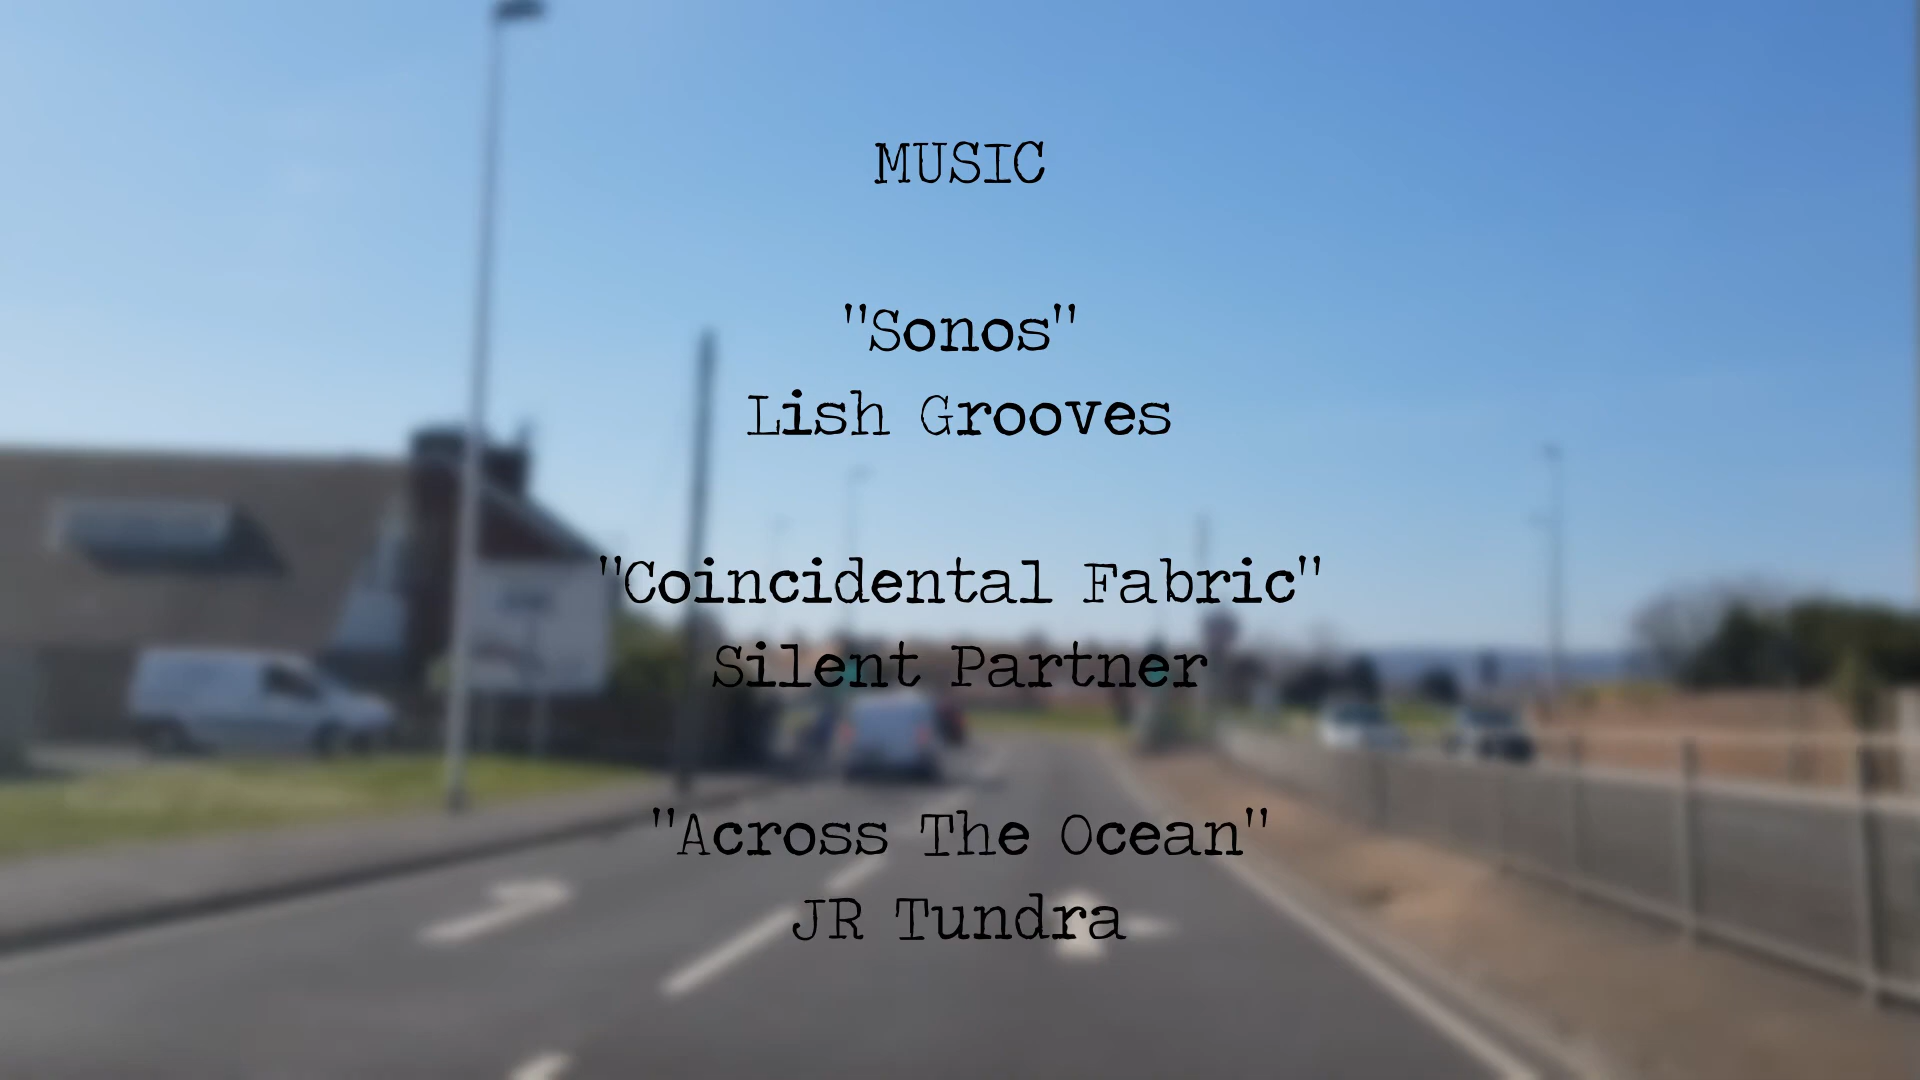 MUSIC
"Sonos"
Lish Grooves
"Coincidental Fabric"
Silent Partner
"Across The Ocean"
JR Tundra